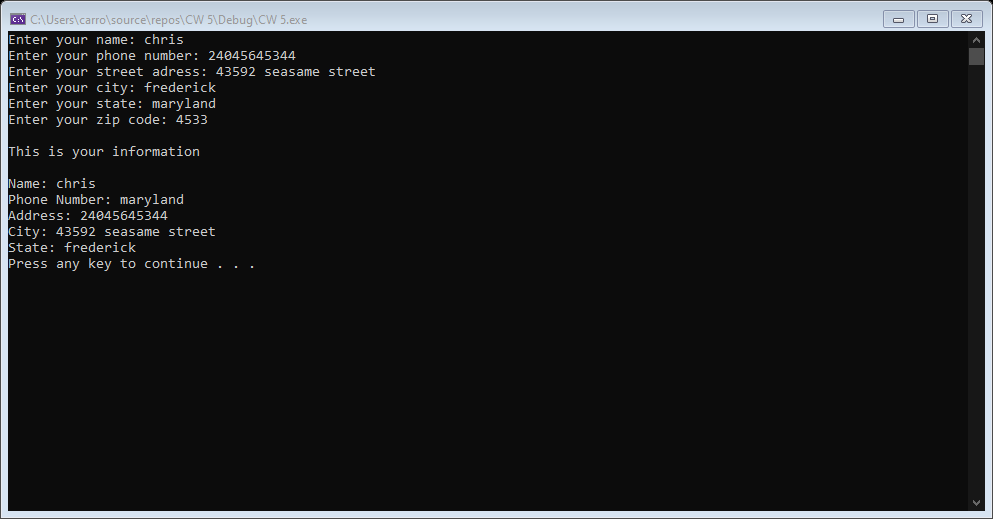 C:\Users\carro\source\repos\CW 5\Debug\CW 5.exe
Enter your name: chris
Enter your phone number: 24045645344
Enter your street adress: 43592 seasame street
Enter your city: frederick
Enter your state: maryland
Enter your zip code: 4533
This is your information
Name: chris
Phone Number: maryland
Address: 24045645344
City: 43592 seasame street
State: frederick
Press any key to continue . . .